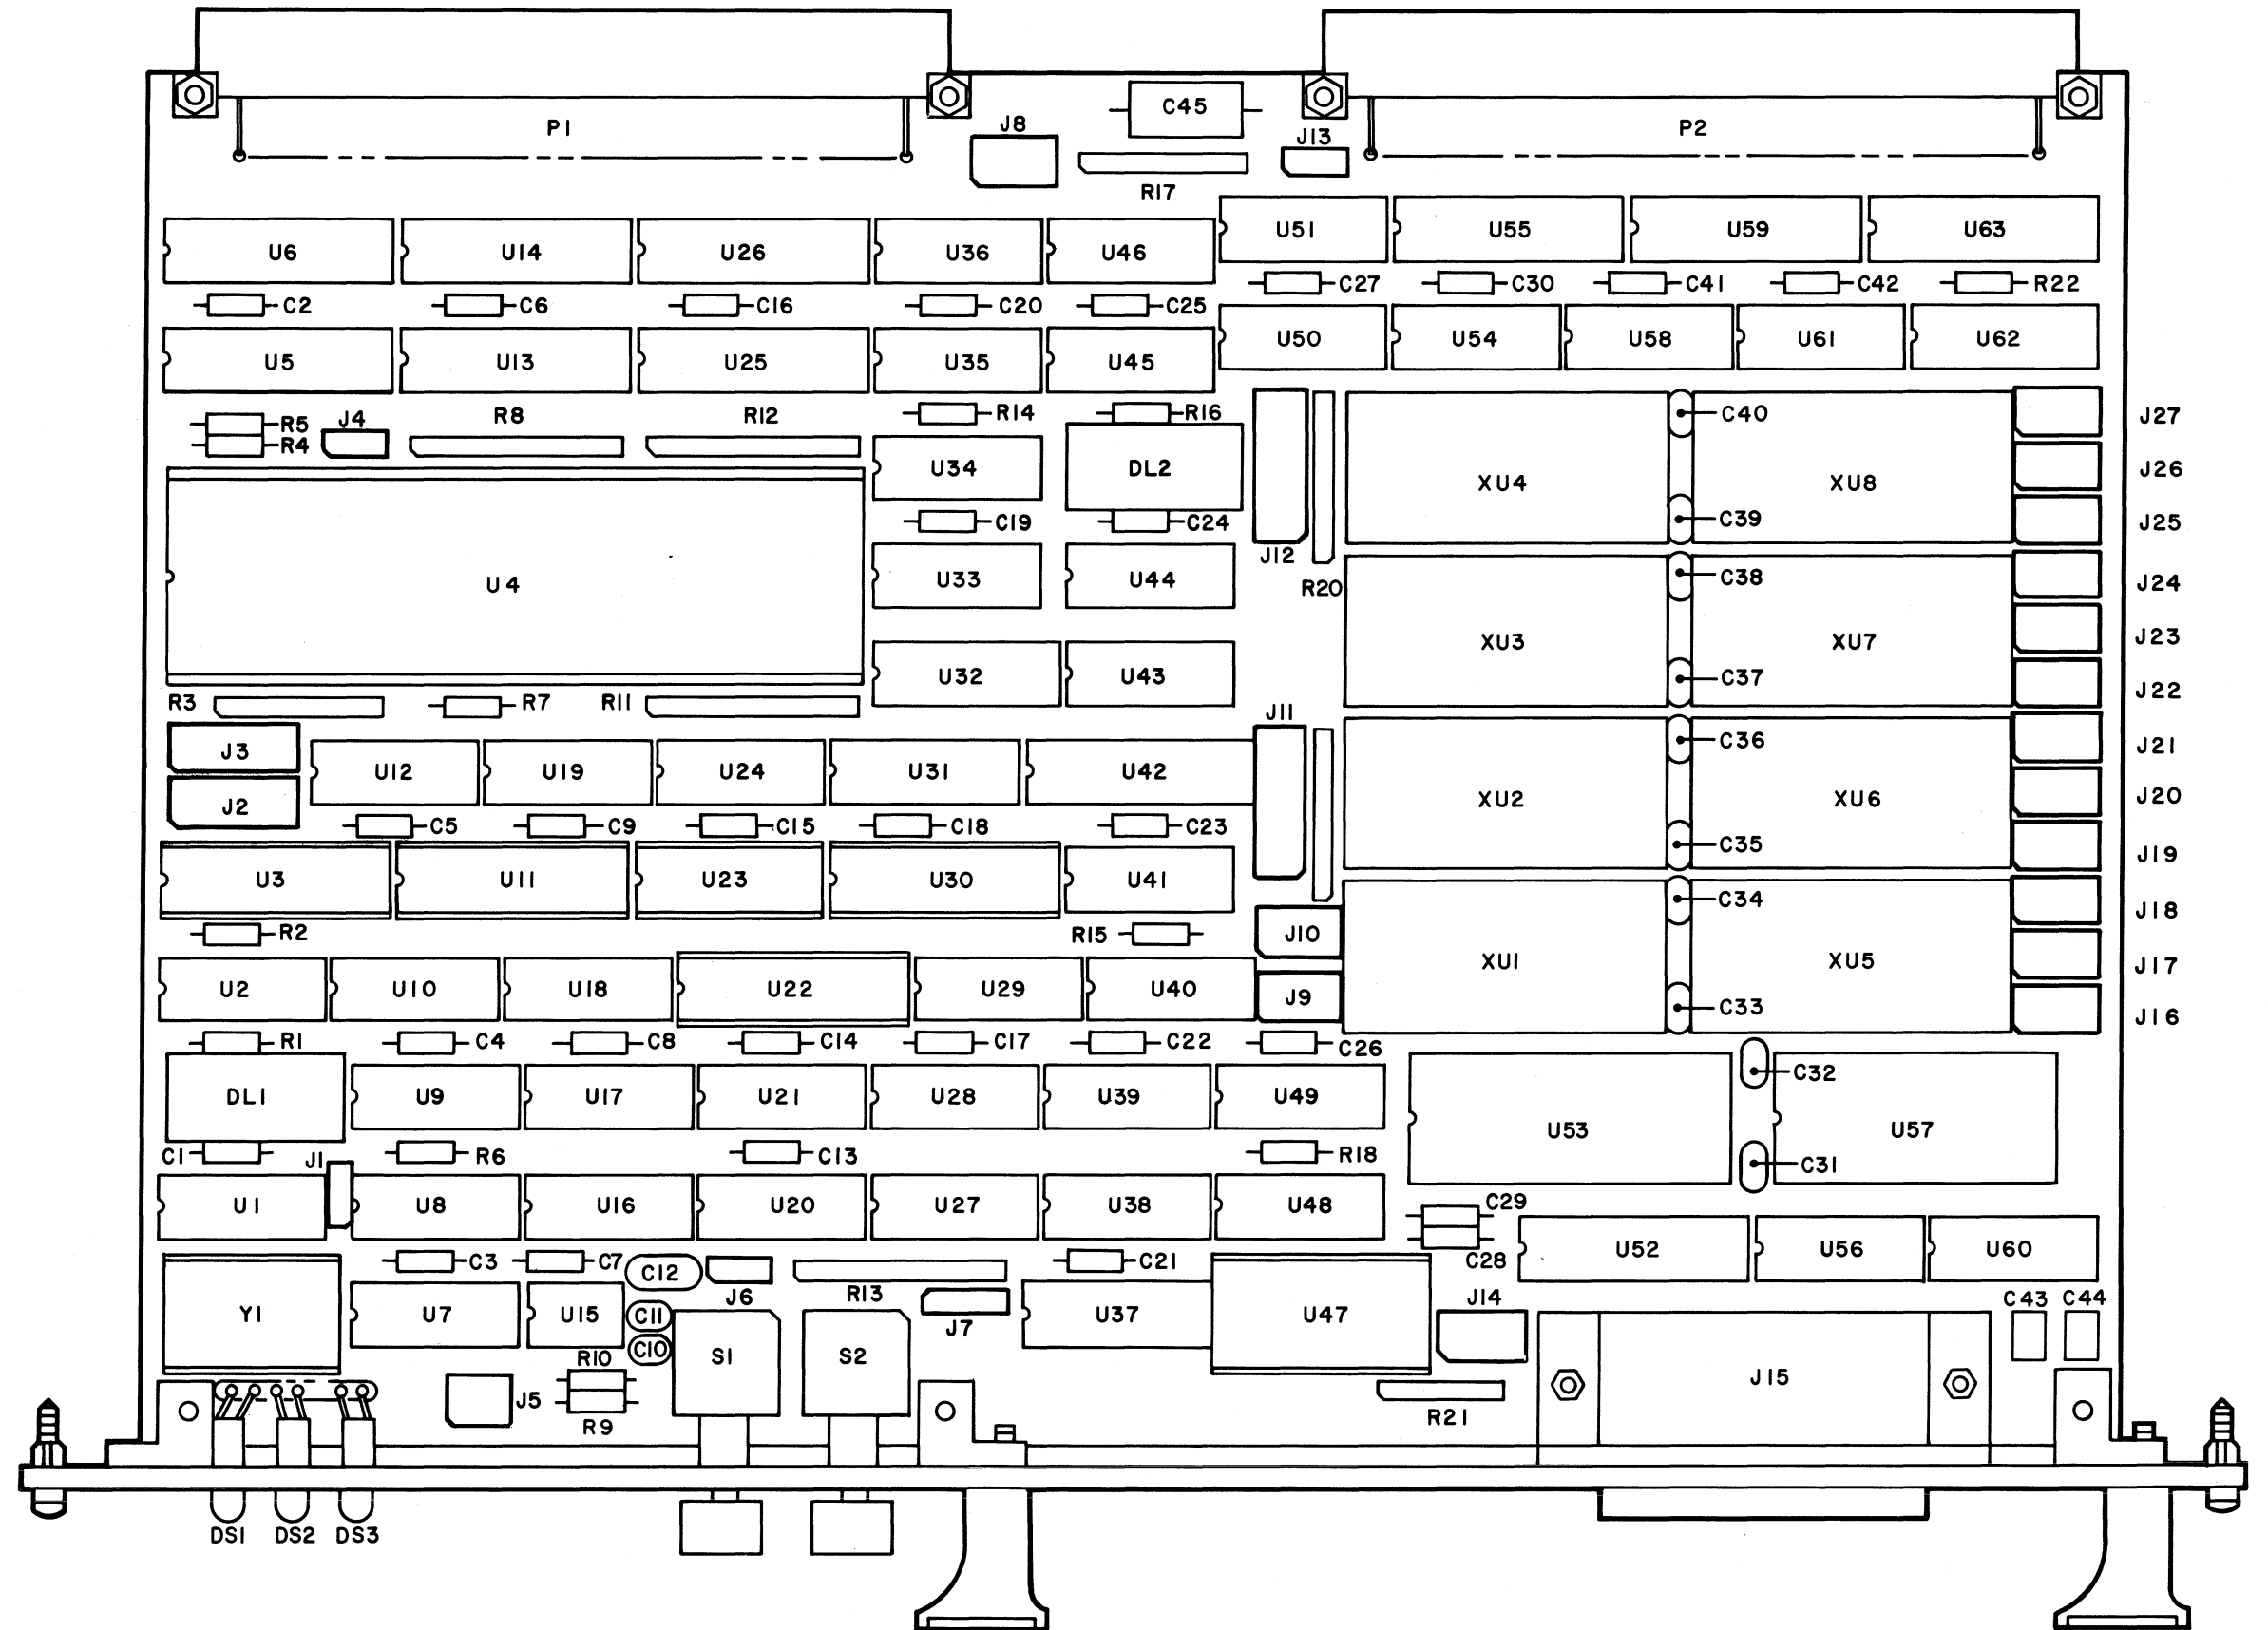 C45
P1 J8 J13 P2
R17
U6 U14 U26 U36 U46 U51 U55 U59 U63
C2 C6 C16 C20 C25 C27 C30 C41 C42 R22
U5 U13 U25 U35 U45 U50 U54 U58 U61 U62
R5 J4 R8 R12 R14 R16 C40 J27
R4
U34 DL2 XU4 XU8 J26
C19 C24 C39 J25
J12
U4 U33 U44 R20 C38 J24
XU3 XU7 J23
U32 U43 C37 J22
R3 R7 R11 J11
J3 U12 U19 U24 U31 U42 C36 J21
J2 XU2 XU6 J20
C5 C9 C15 C18 C23 C35 J19
U3 U11 U23 U30 U41 C34 J18
R2 R15 J10
U2 U10 U18 U22 U29 U40 J9 XU1 XU5 J17
C33 J16
R1 C4 C8 C14 C17 C22 C26
DL1 U9 U17 U21 U28 U39 U49 C32
U53 U57
C1 J1 R6 C13 R18 C31
U1 U8 U16 U20 U27 U38 U48 C29
C3 C7 C12 C21 C28 U52 U56 U60
J6 R13 J14 C43 C44
Y1 U7 U15 C11 J7 U37 U47
R10 C10 S1 S2
J5 J15
R9 R21
DS1 DS2 DS3